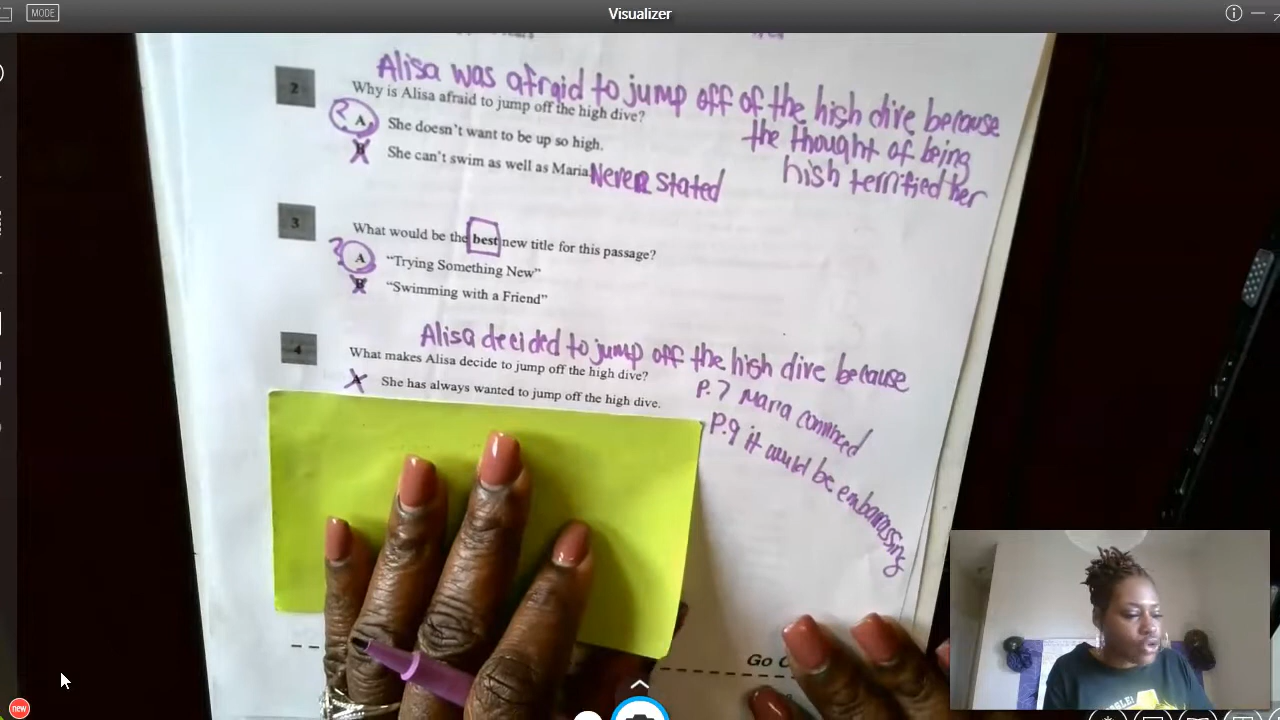 MODE
Visualizer
Alisa was afraid to jump off of the high dive because
the thought of being
high terrified her
2
Why is Alisa afraid to jump off the high dive?
? A She doesn't want to be up so high.
B She can't swim as well as Maria Never stated
3
What would be the best new title for this passage?
? A "Trying Something New"
B "Swimming with a Friend"
Alisa decided to jump off the high dive because
4
What makes Alisa decide to jump off the high dive?
A She has always wanted to jump off the high dive.
P.7 Maria convinced
P.9 it would be embarrassing
Go
new